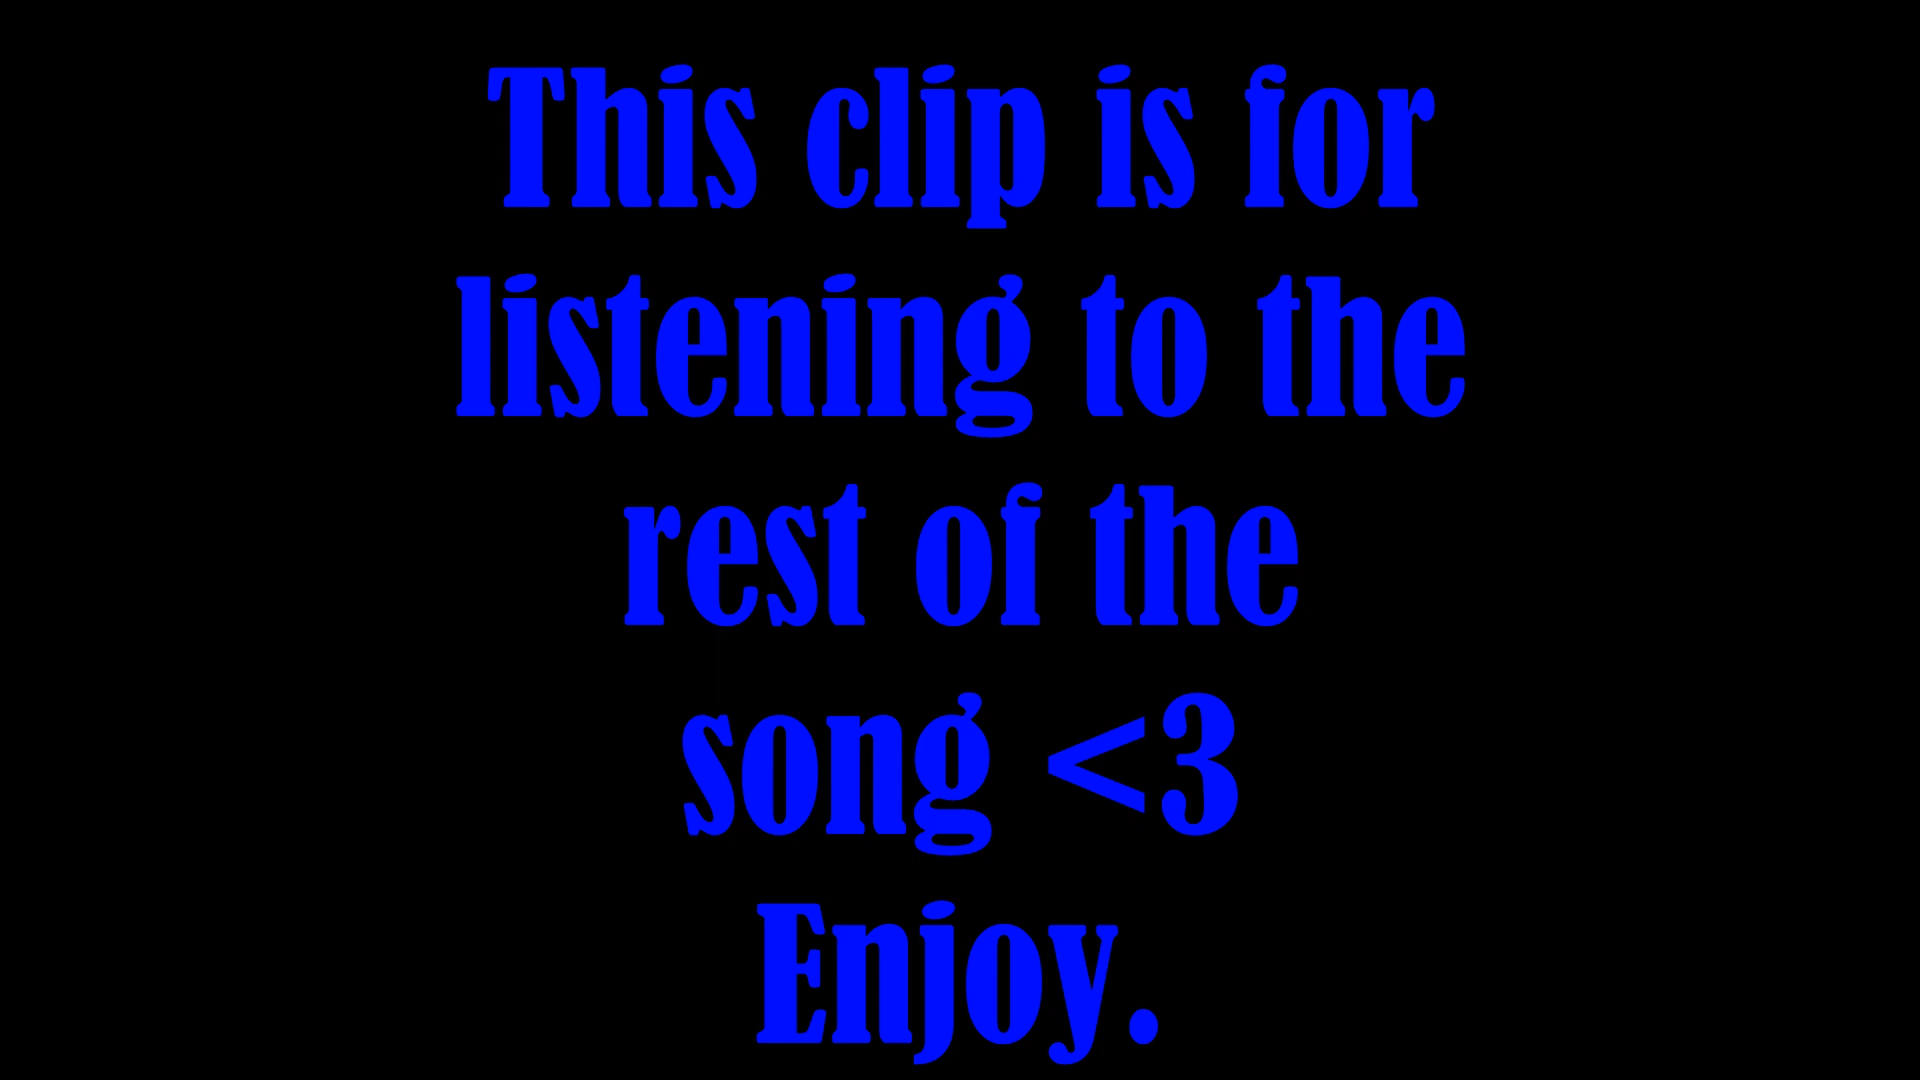 This clip is for
listening to the
rest of the
song <3
Enjoy.